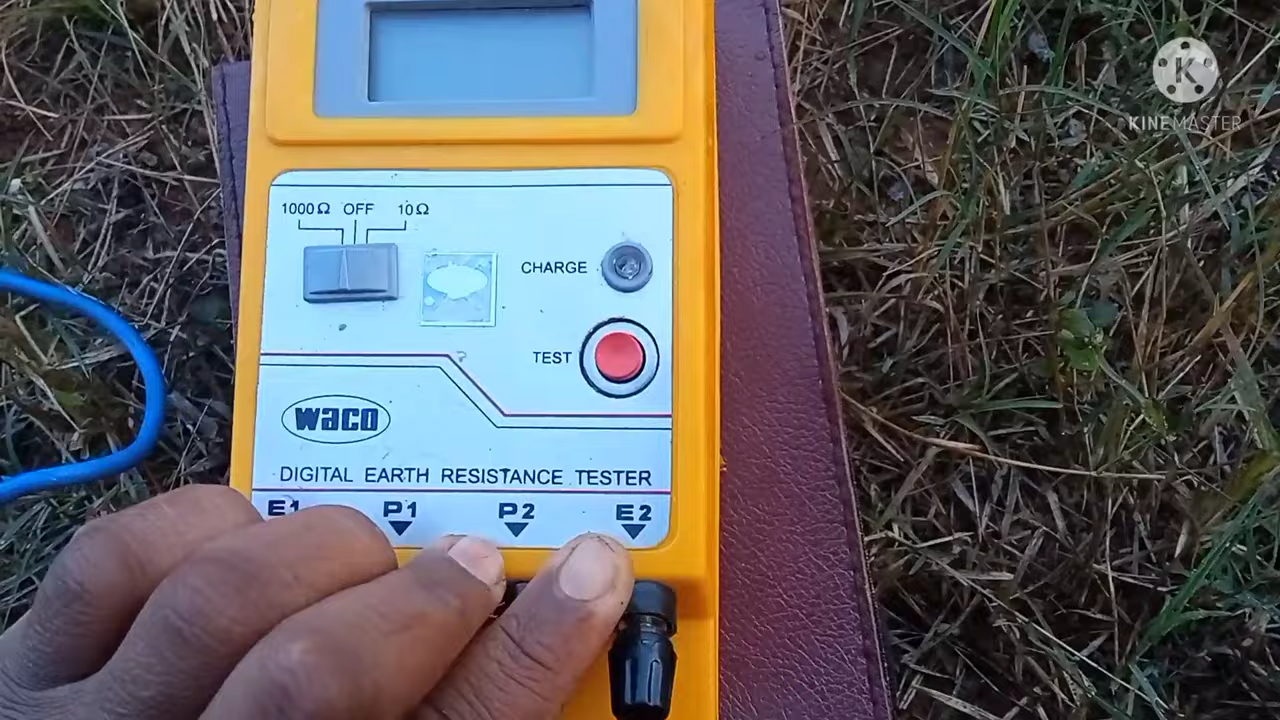 KINEMASTER
1000Ω OFF 10Ω
CHARGE
TEST
waco
DIGITAL EARTH RESISTANCE TESTER
E1 P1 P2 E2